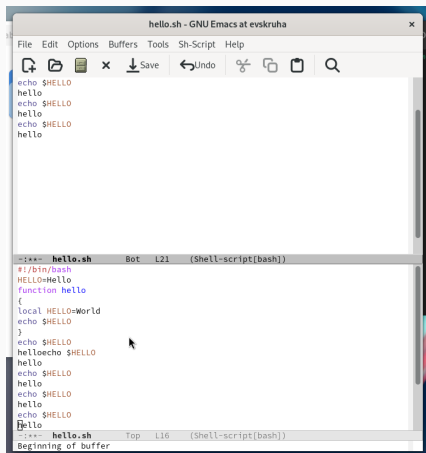 hello.sh - GNU Emacs at evskruha
×
File Edit Options Buffers Tools Sh-Script Help
Save Undo
echo $HELLO
hello
echo $HELLO
hello
echo $HELLO
hello
-:**- hello.sh Bot L21 (Shell-script[bash])
#!/bin/bash
HELLO=Hello
function hello
{
local HELLO=World
echo $HELLO
}
echo $HELLO
helloecho $HELLO
hello
echo $HELLO
hello
echo $HELLO
hello
echo $HELLO
hello
-:**- hello.sh Top L16 (Shell-script[bash])
Beginning of buffer